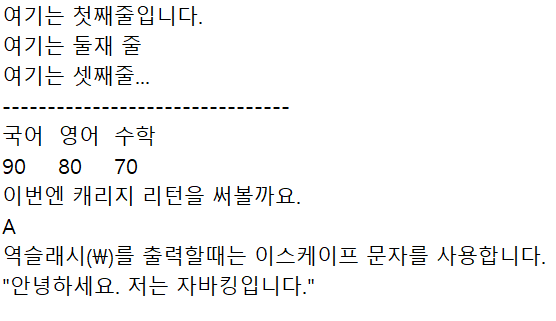 여기는 첫째줄입니다.
여기는 둘재 줄
여기는 셋째줄...
--------------------------------
국어 영어 수학
90 80 70
이번엔 캐리지 리턴을 써볼까요.
A
역슬래시(₩)를 출력할때는 이스케이프 문자를 사용합니다.
"안녕하세요. 저는 자바킹입니다."